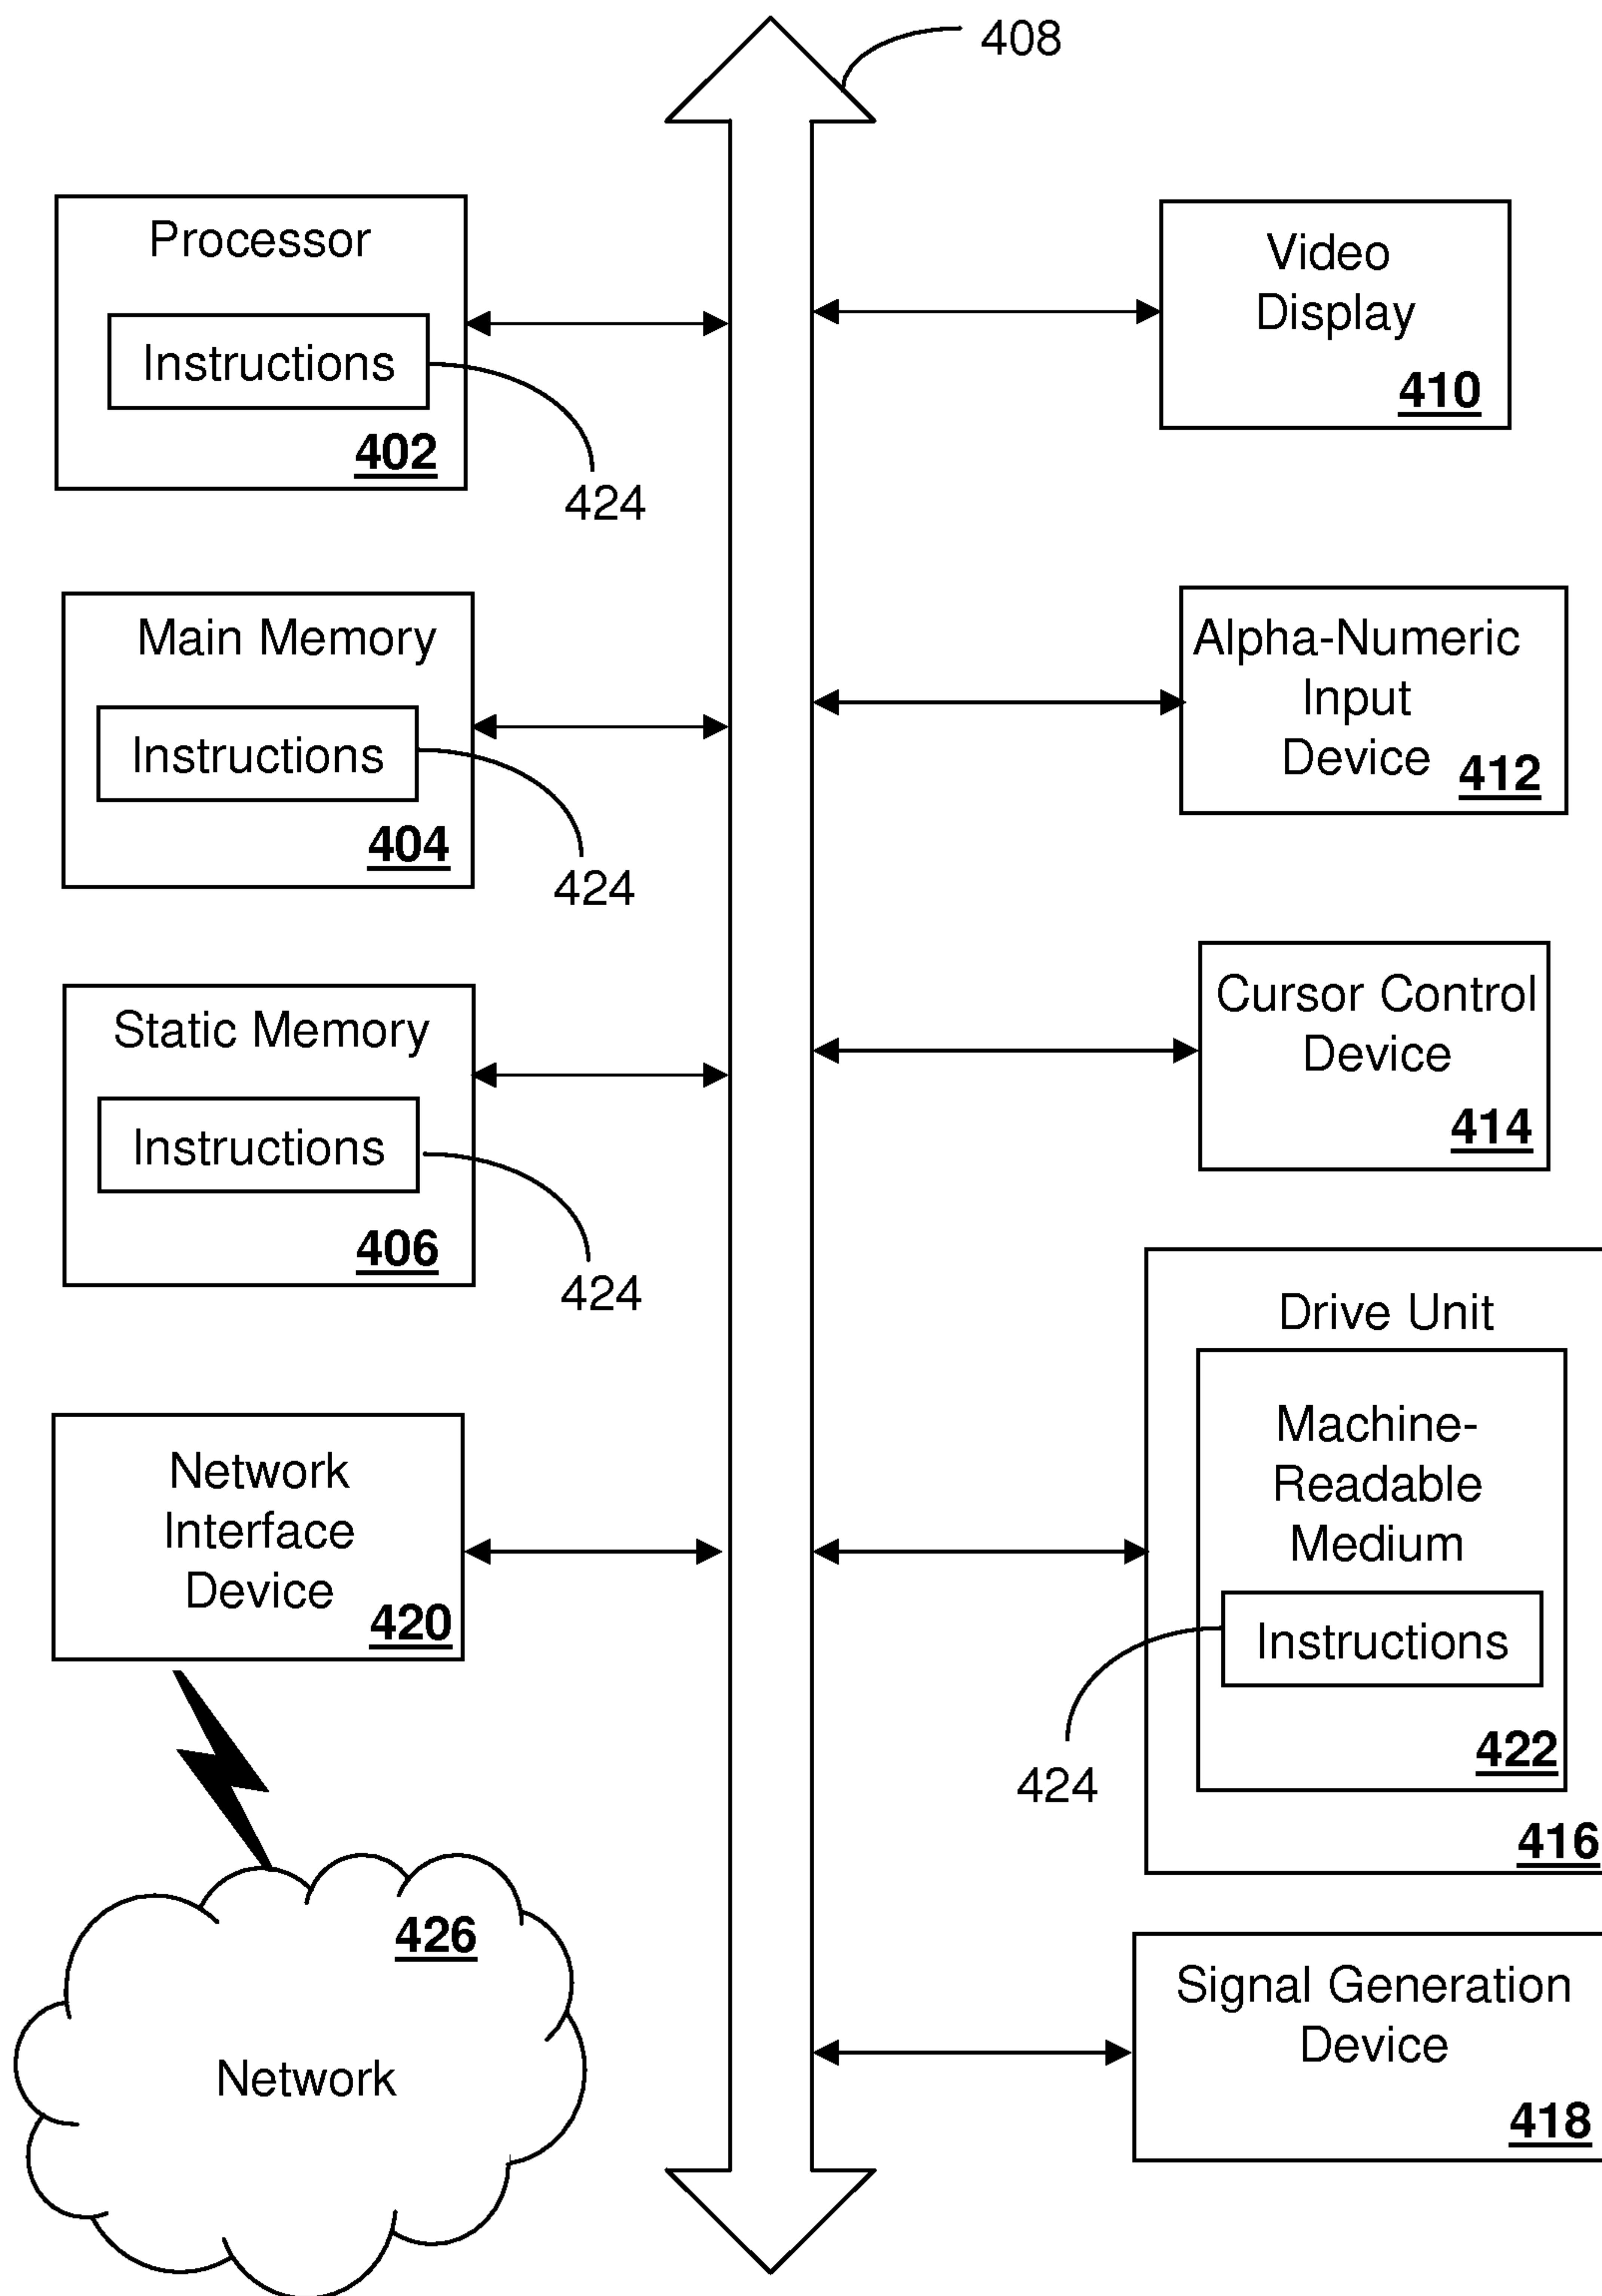 408
Processor
Instructions
402
424
Main Memory
Instructions
404
424
Static Memory
Instructions
406
424
Network
Interface
Device
420
426
Network
Video
Display
410
Alpha-Numeric
Input
Device
412
Cursor Control
Device
414
Drive Unit
Machine-
Readable
Medium
Instructions
422
424
416
Signal Generation
Device
418